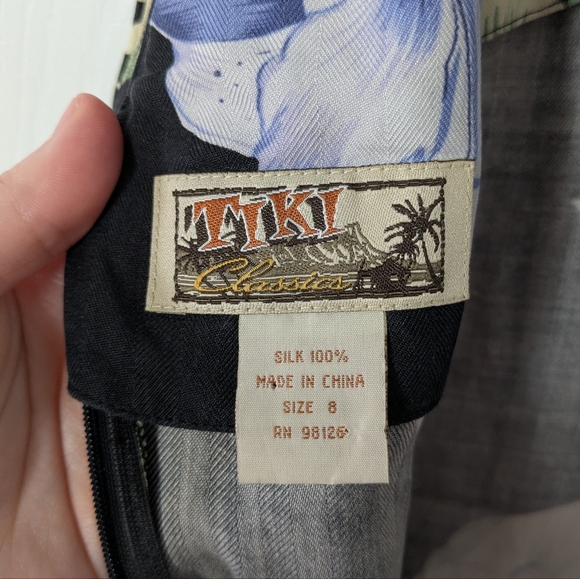 TIKI
Classics
SILK 100%
MADE IN CHINA
SIZE 8
RN 98126